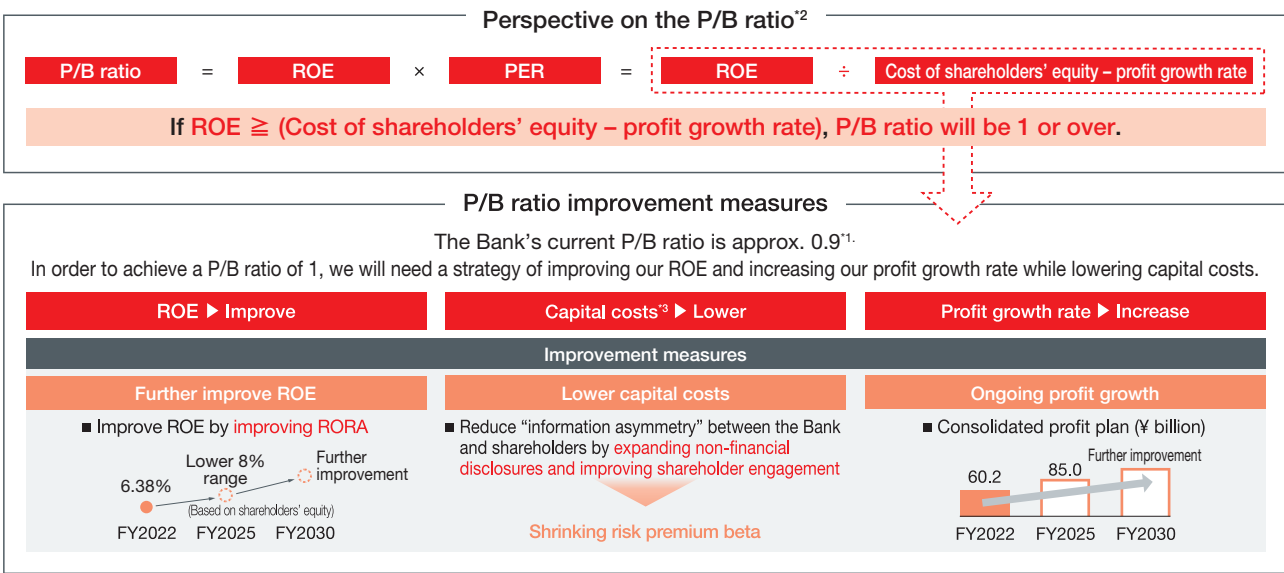 Perspective on the P/B ratio*2
P/B ratio = ROE × PER = ROE ÷ Cost of shareholders' equity – profit growth rate
If ROE ≧ (Cost of shareholders' equity – profit growth rate), P/B ratio will be 1 or over.
P/B ratio improvement measures
The Bank's current P/B ratio is approx. 0.9*1.
In order to achieve a P/B ratio of 1, we will need a strategy of improving our ROE and increasing our profit growth rate while lowering capital costs.
ROE ▶ Improve
Capital costs*3 ▶ Lower
Profit growth rate ▶ Increase
Improvement measures
Further improve ROE
■ Improve ROE by improving RORA
6.38%
Lower 8%
range
Further
improvement
(Based on shareholders' equity)
FY2022 FY2025 FY2030
Lower capital costs
■ Reduce "information asymmetry" between the Bank
and shareholders by expanding non-financial
disclosures and improving shareholder engagement
Shrinking risk premium beta
Ongoing profit growth
■ Consolidated profit plan (¥ billion)
Further improvement
60.2
85.0
FY2022 FY2025 FY2030